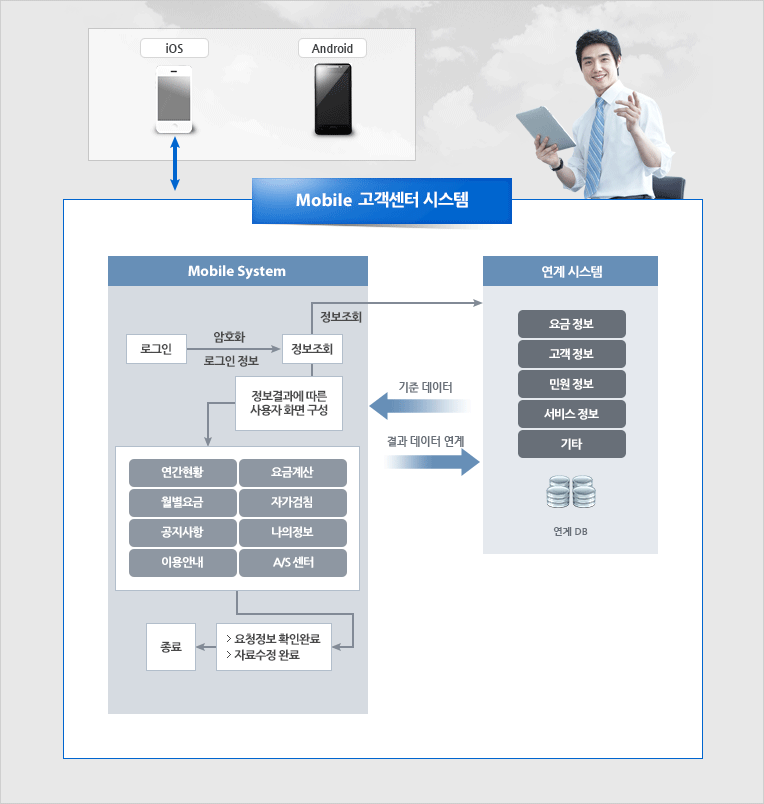 iOS
Android
Mobile 고객센터 시스템
Mobile System
연계 시스템
정보조회
암호화
로그인
로그인 정보
정보조회
정보결과에 따른
사용자 화면 구성
기준 데이터
결과 데이터 연계
요금 정보
고객 정보
민원 정보
서비스 정보
기타
연계 DB
연간현황
요금계산
월별요금
자가검침
공지사항
나의정보
이용안내
A/S 센터
종료
> 요청정보 확인완료
> 자료수정 완료